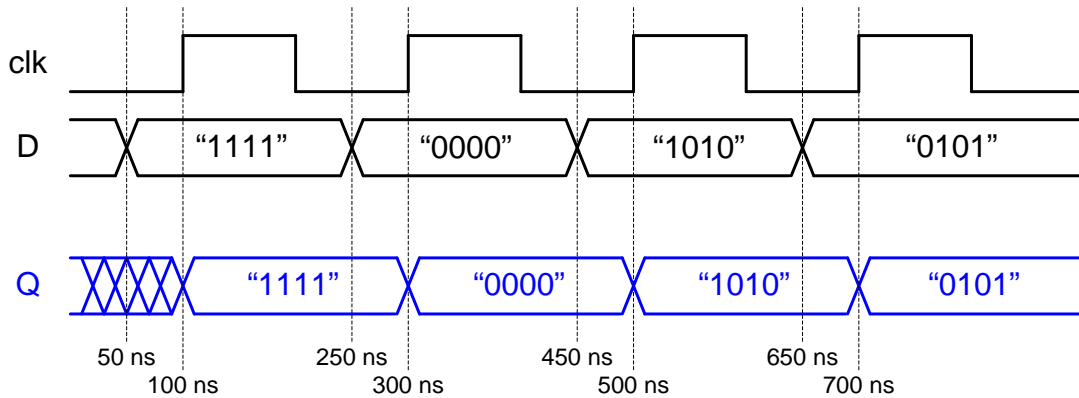 clk
D “1111” “0000” “1010” “0101”
Q “1111” “0000” “1010” “0101”
50 ns 250 ns 450 ns 650 ns
100 ns 300 ns 500 ns 700 ns